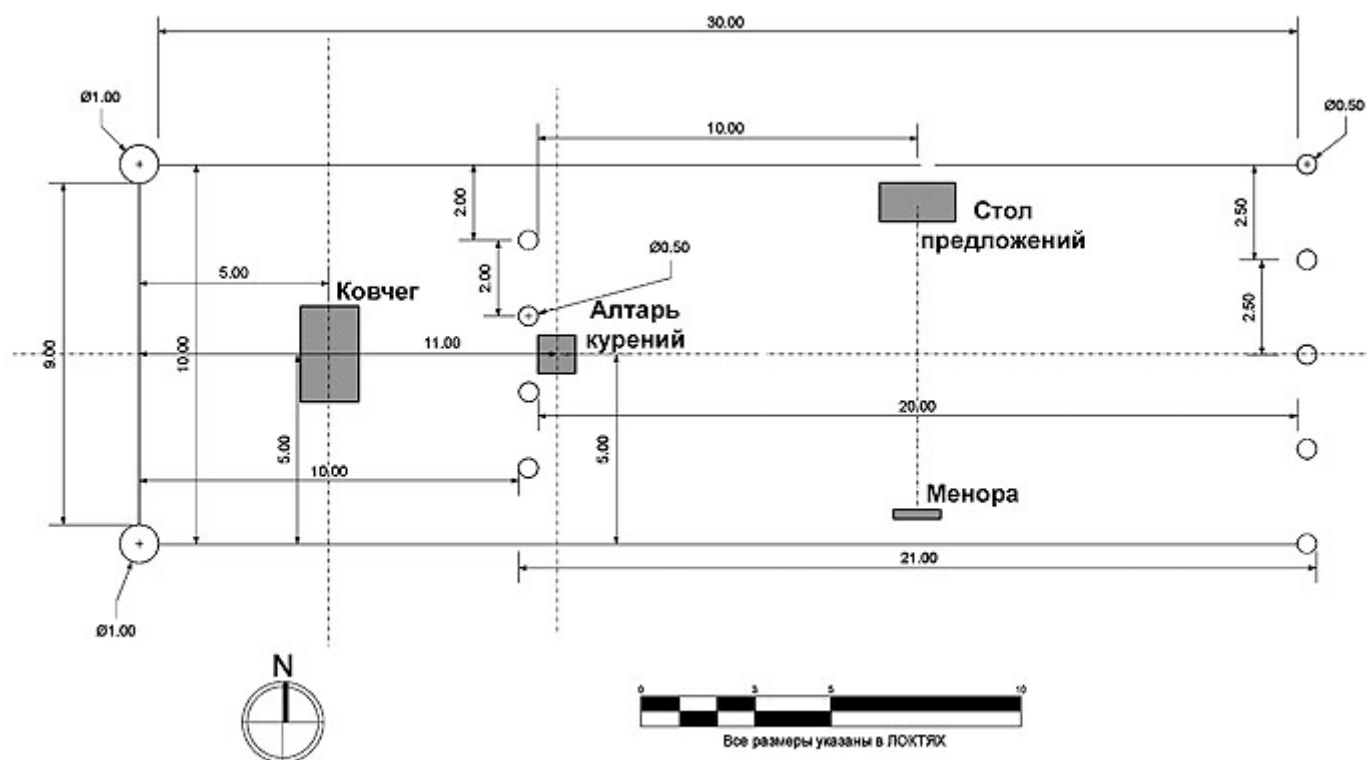 30.00
Ø1.00
10.00
Ø0.50
2.00
2.50
Стол
предложений
5.00
2.00
Ø0.50
Ковчег
Алтарь
курений
2.50
9.00
10.00
11.00
20.00
5.00
5.00
10.00
Менора
21.00
Ø1.00
N
0 3 5 10
Все размеры указаны в ЛОКТЯХ